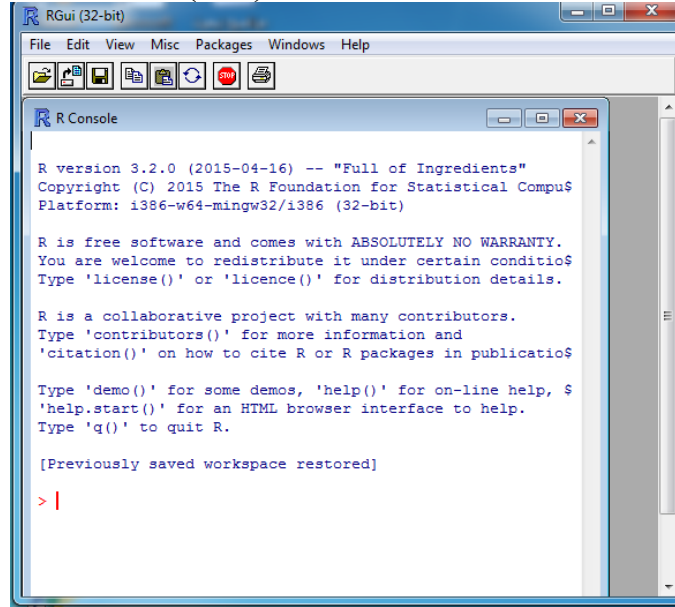 RGui (32-bit)
File Edit View Misc Packages Windows Help
STOP
R Console
R version 3.2.0 (2015-04-16) -- "Full of Ingredients"
Copyright (C) 2015 The R Foundation for Statistical Compu$
Platform: i386-w64-mingw32/i386 (32-bit)
R is free software and comes with ABSOLUTELY NO WARRANTY.
You are welcome to redistribute it under certain conditio$
Type 'license()' or 'licence()' for distribution details.
R is a collaborative project with many contributors.
Type 'contributors()' for more information and
'citation()' on how to cite R or R packages in publicatio$
Type 'demo()' for some demos, 'help()' for on-line help, $
'help.start()' for an HTML browser interface to help.
Type 'q()' to quit R.
[Previously saved workspace restored]
>